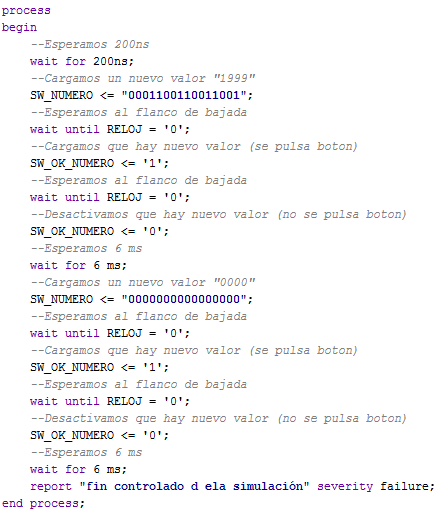 process
begin
    --Esperamos 200ns
    wait for 200ns;
    --Cargamos un nuevo valor "1999"
    SW_NUMERO <= "0001100110011001";
    --Esperamos al flanco de bajada
    wait until RELOJ = '0';
    --Cargamos que hay nuevo valor (se pulsa boton)
    SW_OK_NUMERO <= '1';
    --Esperamos al flanco de bajada
    wait until RELOJ = '0';
    --Desactivamos que hay nuevo valor (no se pulsa boton)
    SW_OK_NUMERO <= '0';
    --Esperamos 6 ms
    wait for 6 ms;
    --Cargamos un nuevo valor "0000"
    SW_NUMERO <= "0000000000000000";
    --Esperamos al flanco de bajada
    wait until RELOJ = '0';
    --Cargamos que hay nuevo valor (se pulsa boton)
    SW_OK_NUMERO <= '1';
    --Esperamos al flanco de bajada
    wait until RELOJ = '0';
    --Desactivamos que hay nuevo valor (no se pulsa boton)
    SW_OK_NUMERO <= '0';
    --Esperamos 6 ms
    wait for 6 ms;
    report "fin controlado d ela simulación" severity failure;
end process;